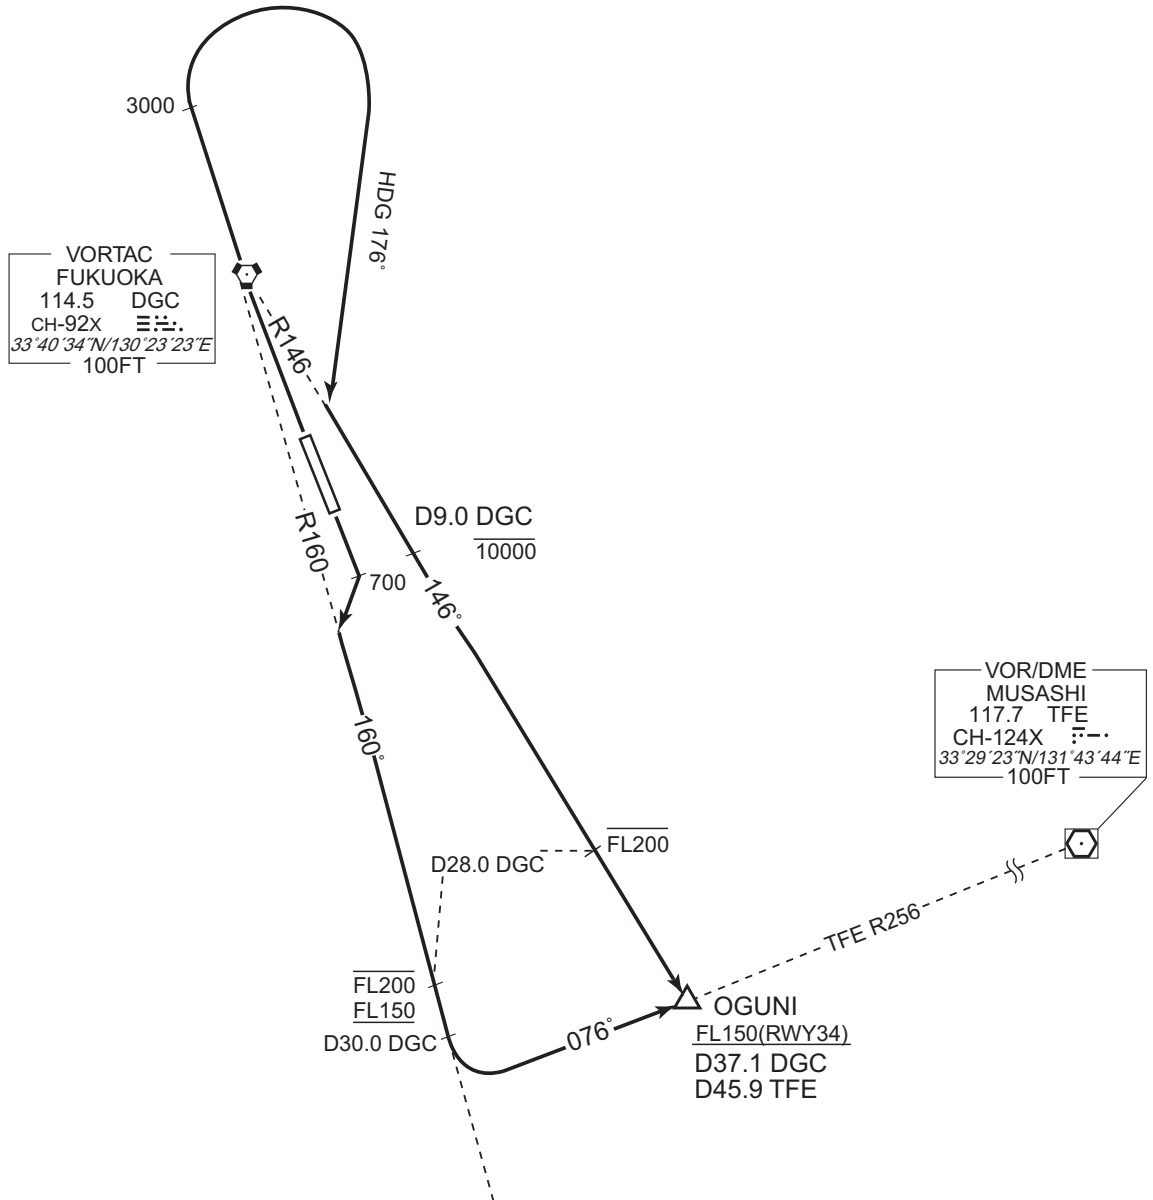 3000
HDG 176°
VORTAC
FUKUOKA
114.5 DGC
CH-92X
33°40´34˝N/130°23´23˝E
100FT
R146
R160
D9.0 DGC
10000
700
146°
160°
VOR/DME
MUSASHI
117.7 TFE
CH-124X
33°29´23˝N/131°43´44˝E
100FT
FL200
D28.0 DGC
TFE R256
FL200
FL150
D30.0 DGC
076°
OGUNI
FL150(RWY34)
D37.1 DGC
D45.9 TFE